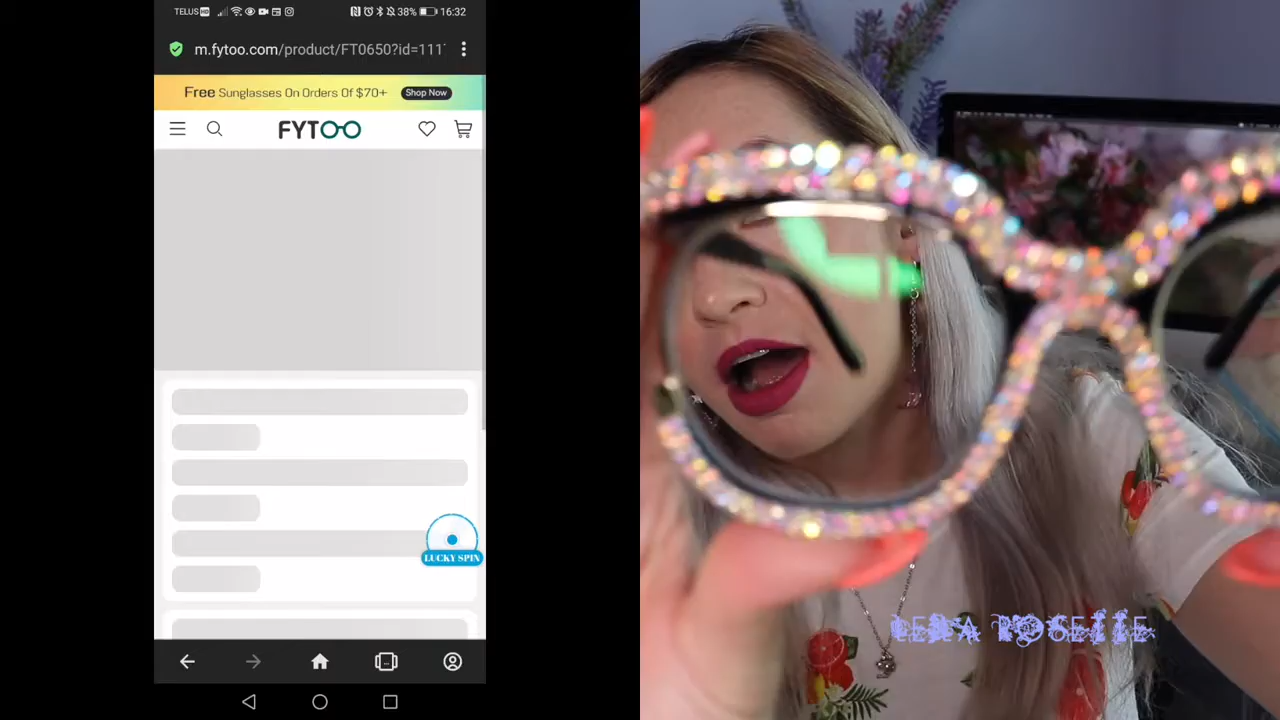 TELUS HD 38% 16:32
m.fytoo.com/product/FT0650?id=111
Free Sunglasses On Orders Of $70+ Shop Now
FYTOO
LUCKY SPIN